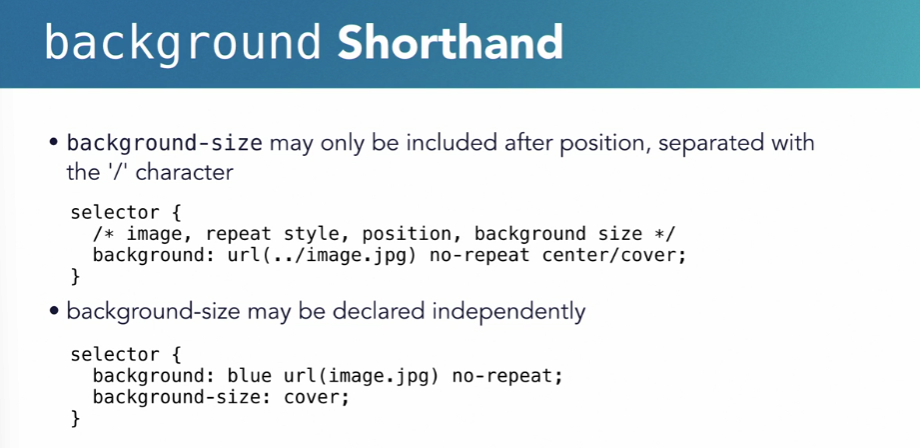 background Shorthand
• background-size may only be included after position, separated with
the '/' character
selector {
  /* image, repeat style, position, background size */
  background: url(../image.jpg) no-repeat center/cover;
}
• background-size may be declared independently
selector {
  background: blue url(image.jpg) no-repeat;
  background-size: cover;
}